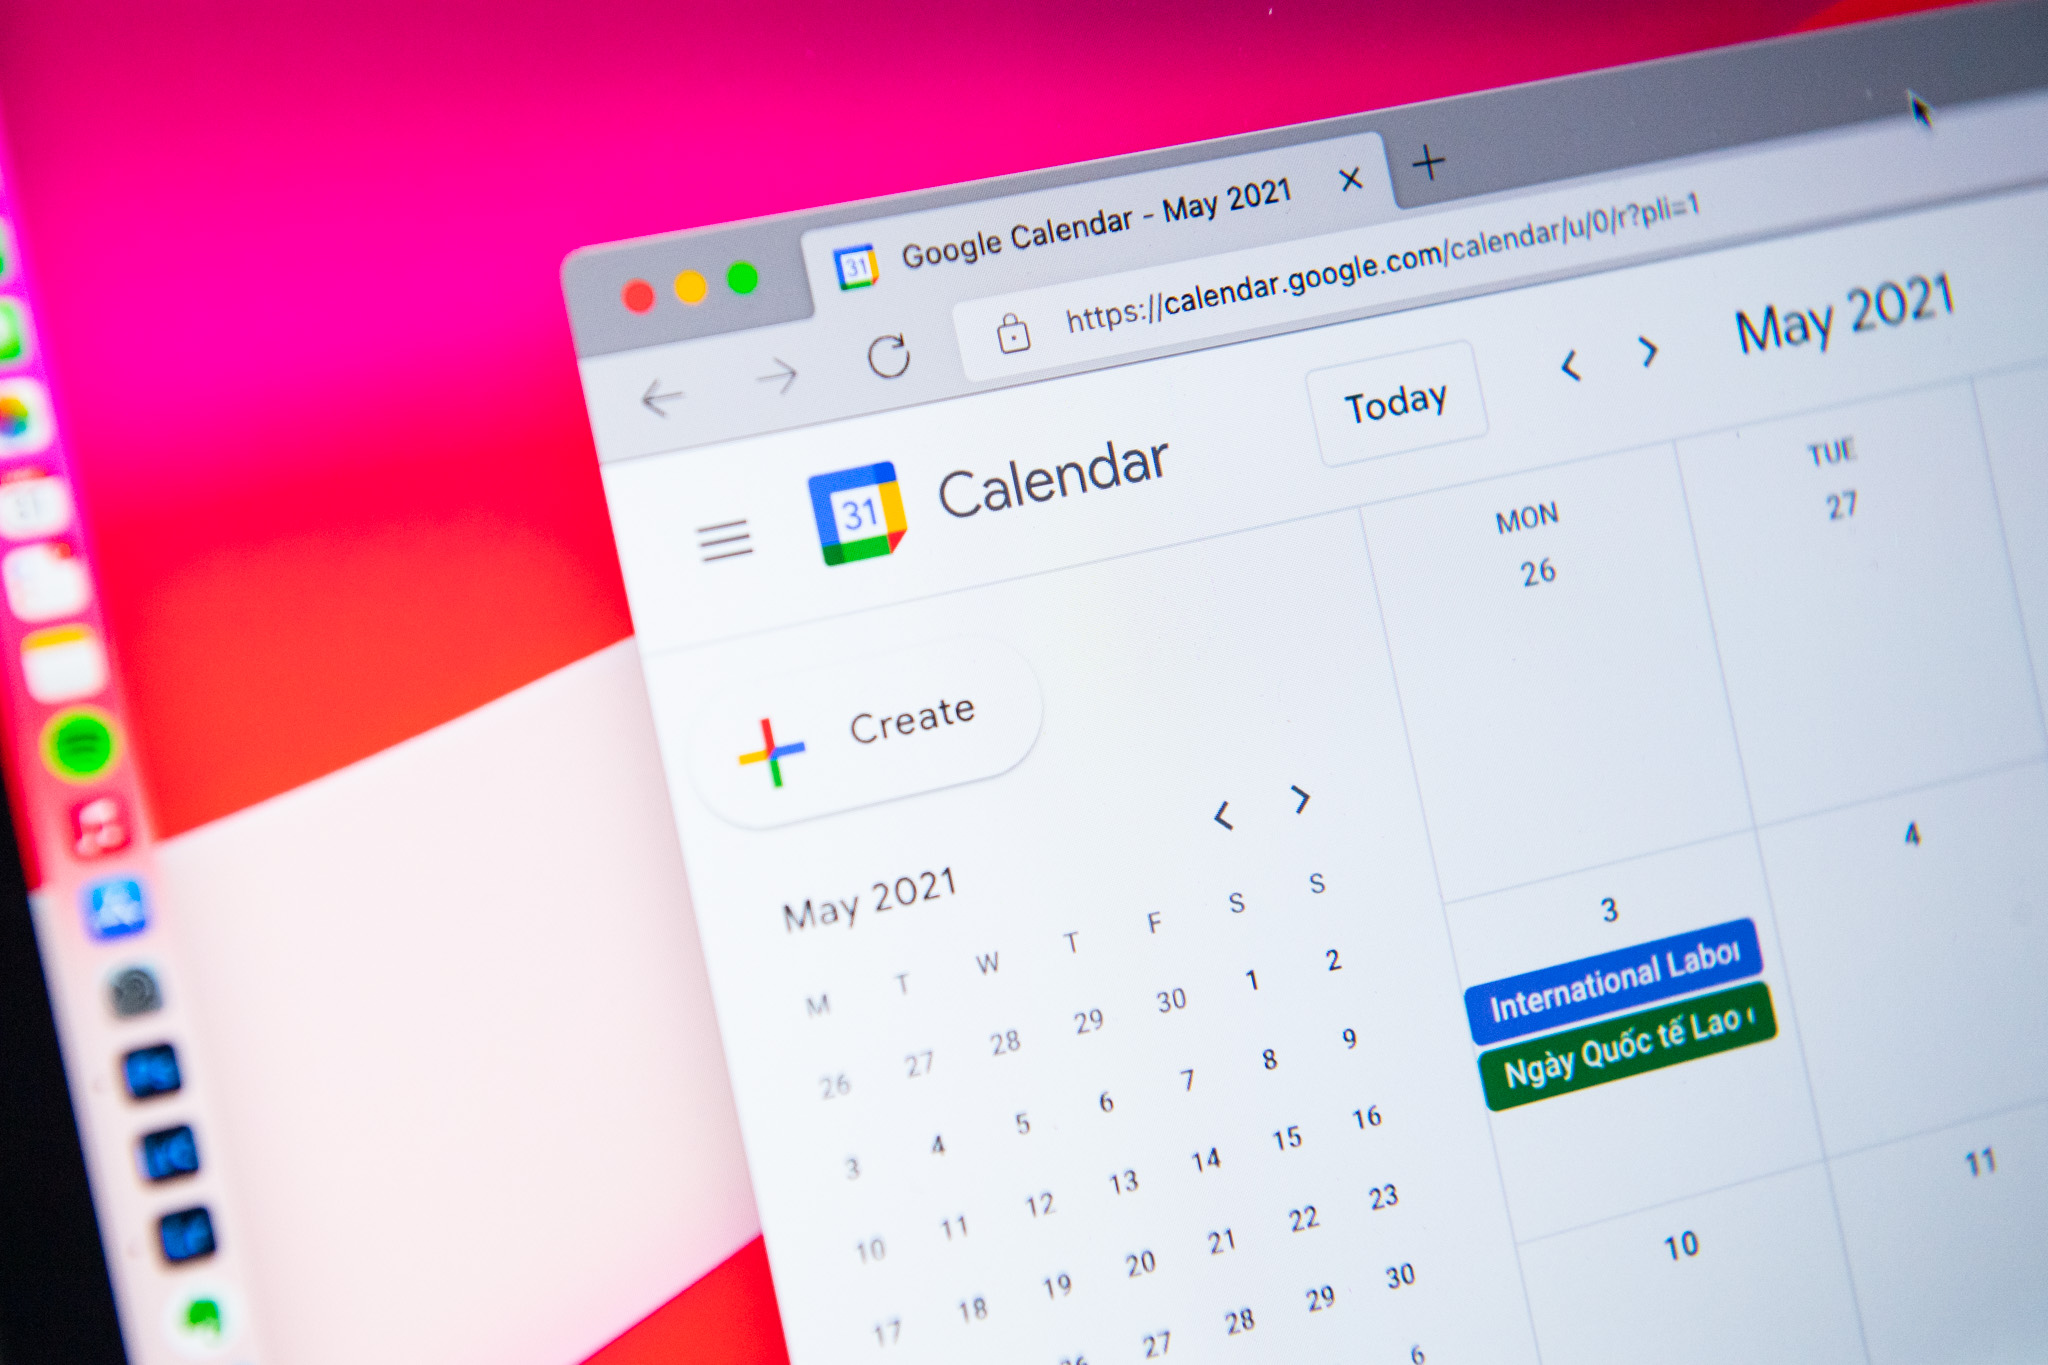 Google Calendar - May 2021
https://calendar.google.com/calendar/u/0/r?pli=1
31
Calendar
Today
May 2021
Create
May 2021
M T W T F S S
26 27 28 29 30 1 2
3 4 5 6 7 8 9
10 11 12 13 14 15 16
17 18 19 20 21 22 23
27 28 29 30
6
MON
26
TUE
27
3
International Labor
Ngày Quốc tế Lao
4
10
11